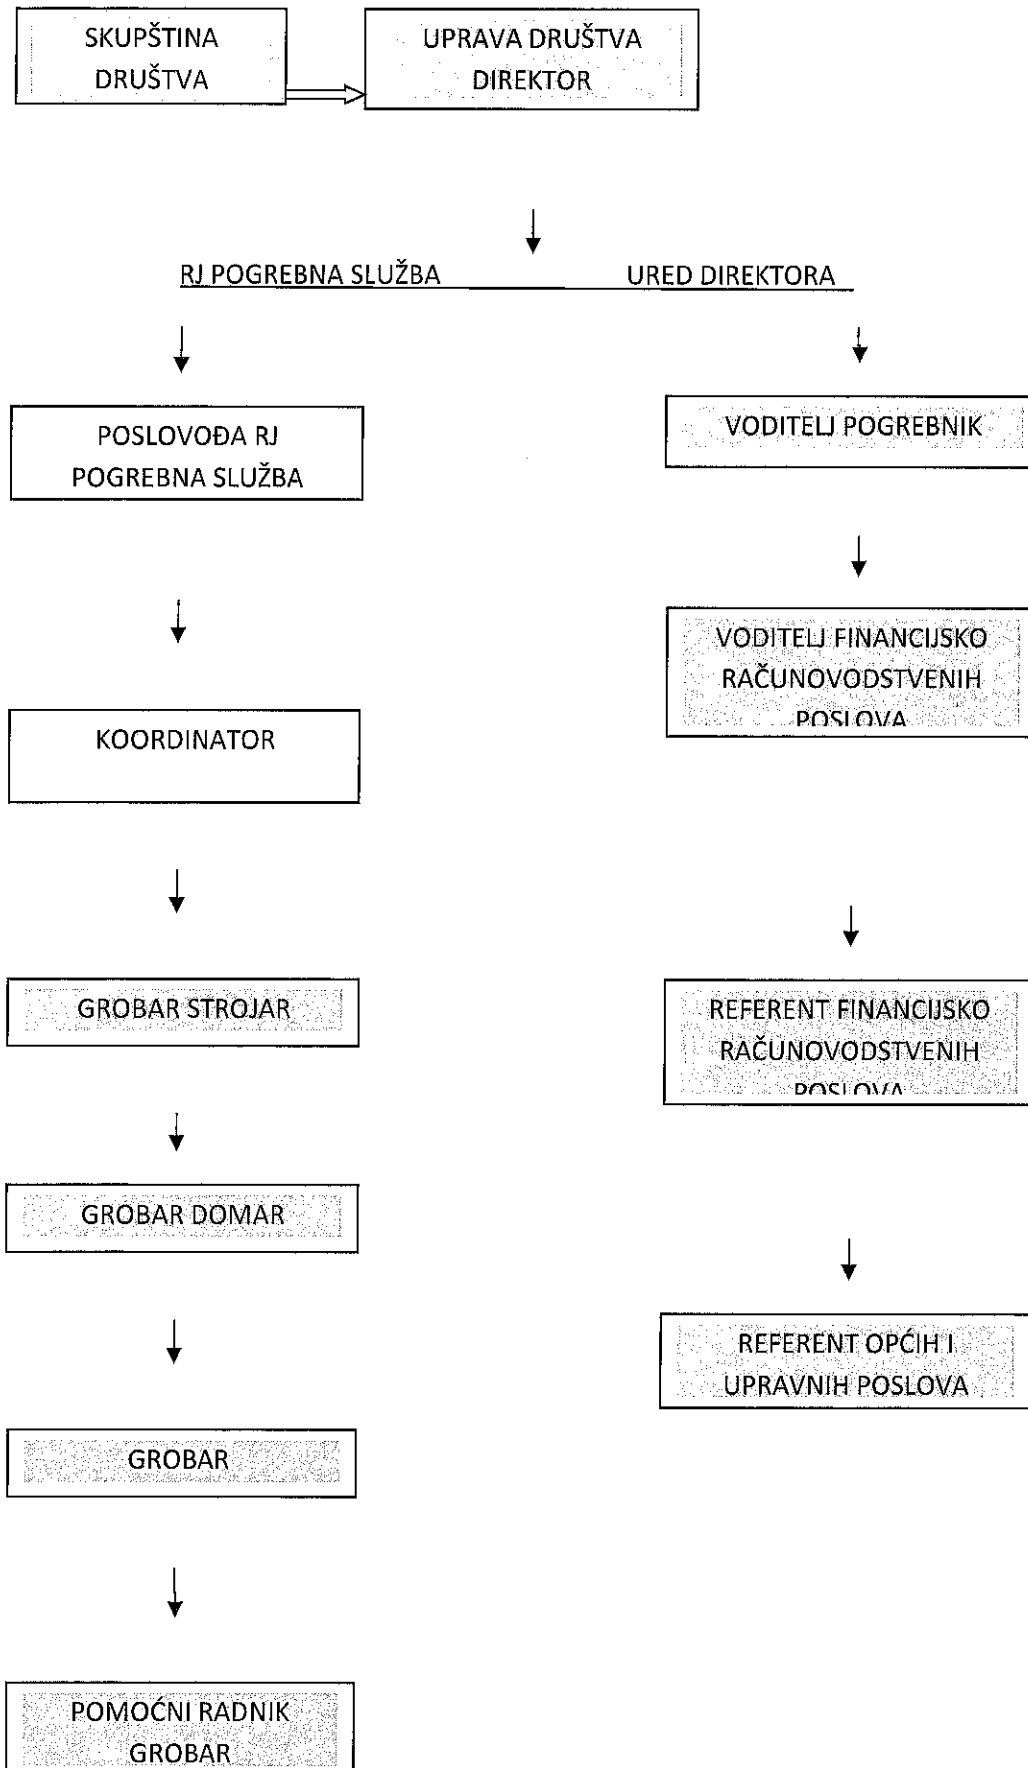 SKUPŠTINA
DRUŠTVA
UPRAVA DRUŠTVA
DIREKTOR
RJ POGREBNA SLUŽBA
URED DIREKTORA
POSLOVOĐA RJ
POGREBNA SLUŽBA
VODITELJ POGREBNIK
VODITELJ FINANCIJSKO
RAČUNOVODSTVENIH
POSLOVA
KOORDINATOR
GROBAR STROJAR
REFERENT FINANCIJSKO
RAČUNOVODSTVENIH
POSLOVA
GROBAR DOMAR
REFERENT OPĆIH I
UPRAVNIH POSLOVA
GROBAR
POMOĆNI RADNIK
GROBAR